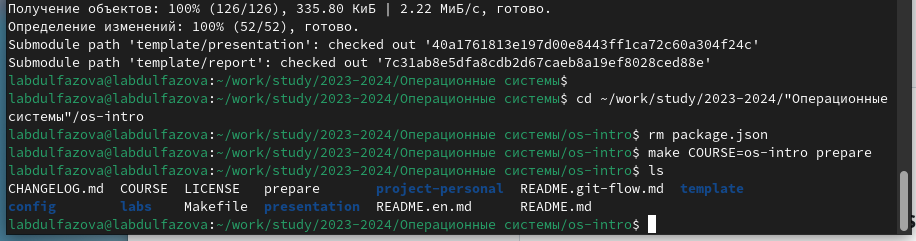 Получение объектов: 100% (126/126), 335.80 КиБ | 2.22 МиБ/с, готово.
Определение изменений: 100% (52/52), готово.
Submodule path 'template/presentation': checked out '40a1761813e197d00e8443ff1ca72c60a304f24c'
Submodule path 'template/report': checked out '7c31ab8e5dfa8cdb2d67caeb8a19ef8028ced88e'
labdulfazova@labdulfazova:~/work/study/2023-2024/Операционные системы$
labdulfazova@labdulfazova:~/work/study/2023-2024/Операционные системы$ cd ~/work/study/2023-2024/"Операционные
системы"/os-intro
labdulfazova@labdulfazova:~/work/study/2023-2024/Операционные системы/os-intro$ rm package.json
labdulfazova@labdulfazova:~/work/study/2023-2024/Операционные системы/os-intro$ make COURSE=os-intro prepare
labdulfazova@labdulfazova:~/work/study/2023-2024/Операционные системы/os-intro$ ls
CHANGELOG.md COURSE LICENSE prepare project-personal README.git-flow.md template
config labs Makefile presentation README.en.md README.md
labdulfazova@labdulfazova:~/work/study/2023-2024/Операционные системы/os-intro$